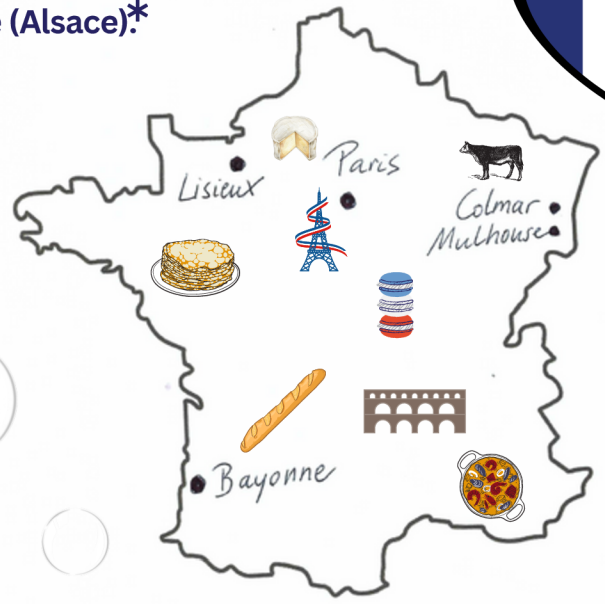 e (Alsace).*
Paris
Lisieux
Colmar
Mulhouse
Bayonne